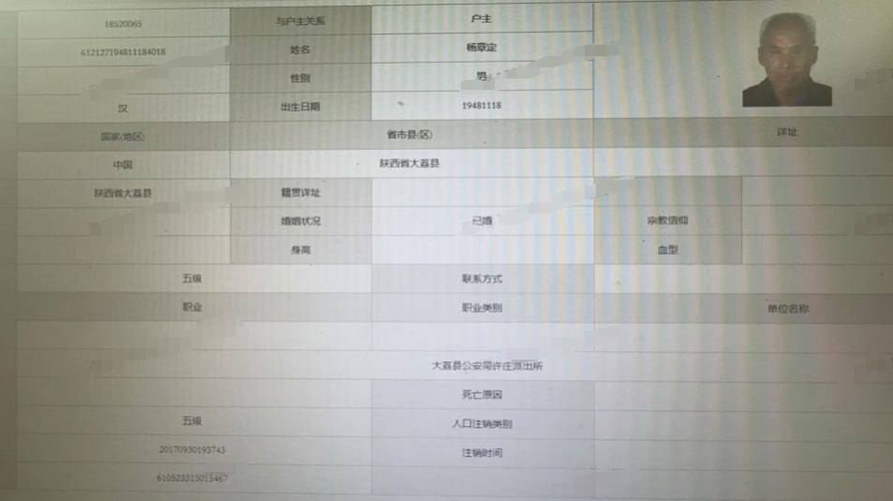 18520065 与户主关系 户主
612127194811184018 姓名 杨章定
性别 男
汉 出生日期 19481118
国家(地区) 省市县(区) 详址
中国 陕西省大荔县
陕西省大荔县 籍贯详址
婚姻状况 已婚 宗教信仰
身高 血型
五级 联系方式
职业 职业类别 单位名称
大荔县公安局许庄派出所
死亡原因
五级 人口注销类别
20170930193743 注销时间